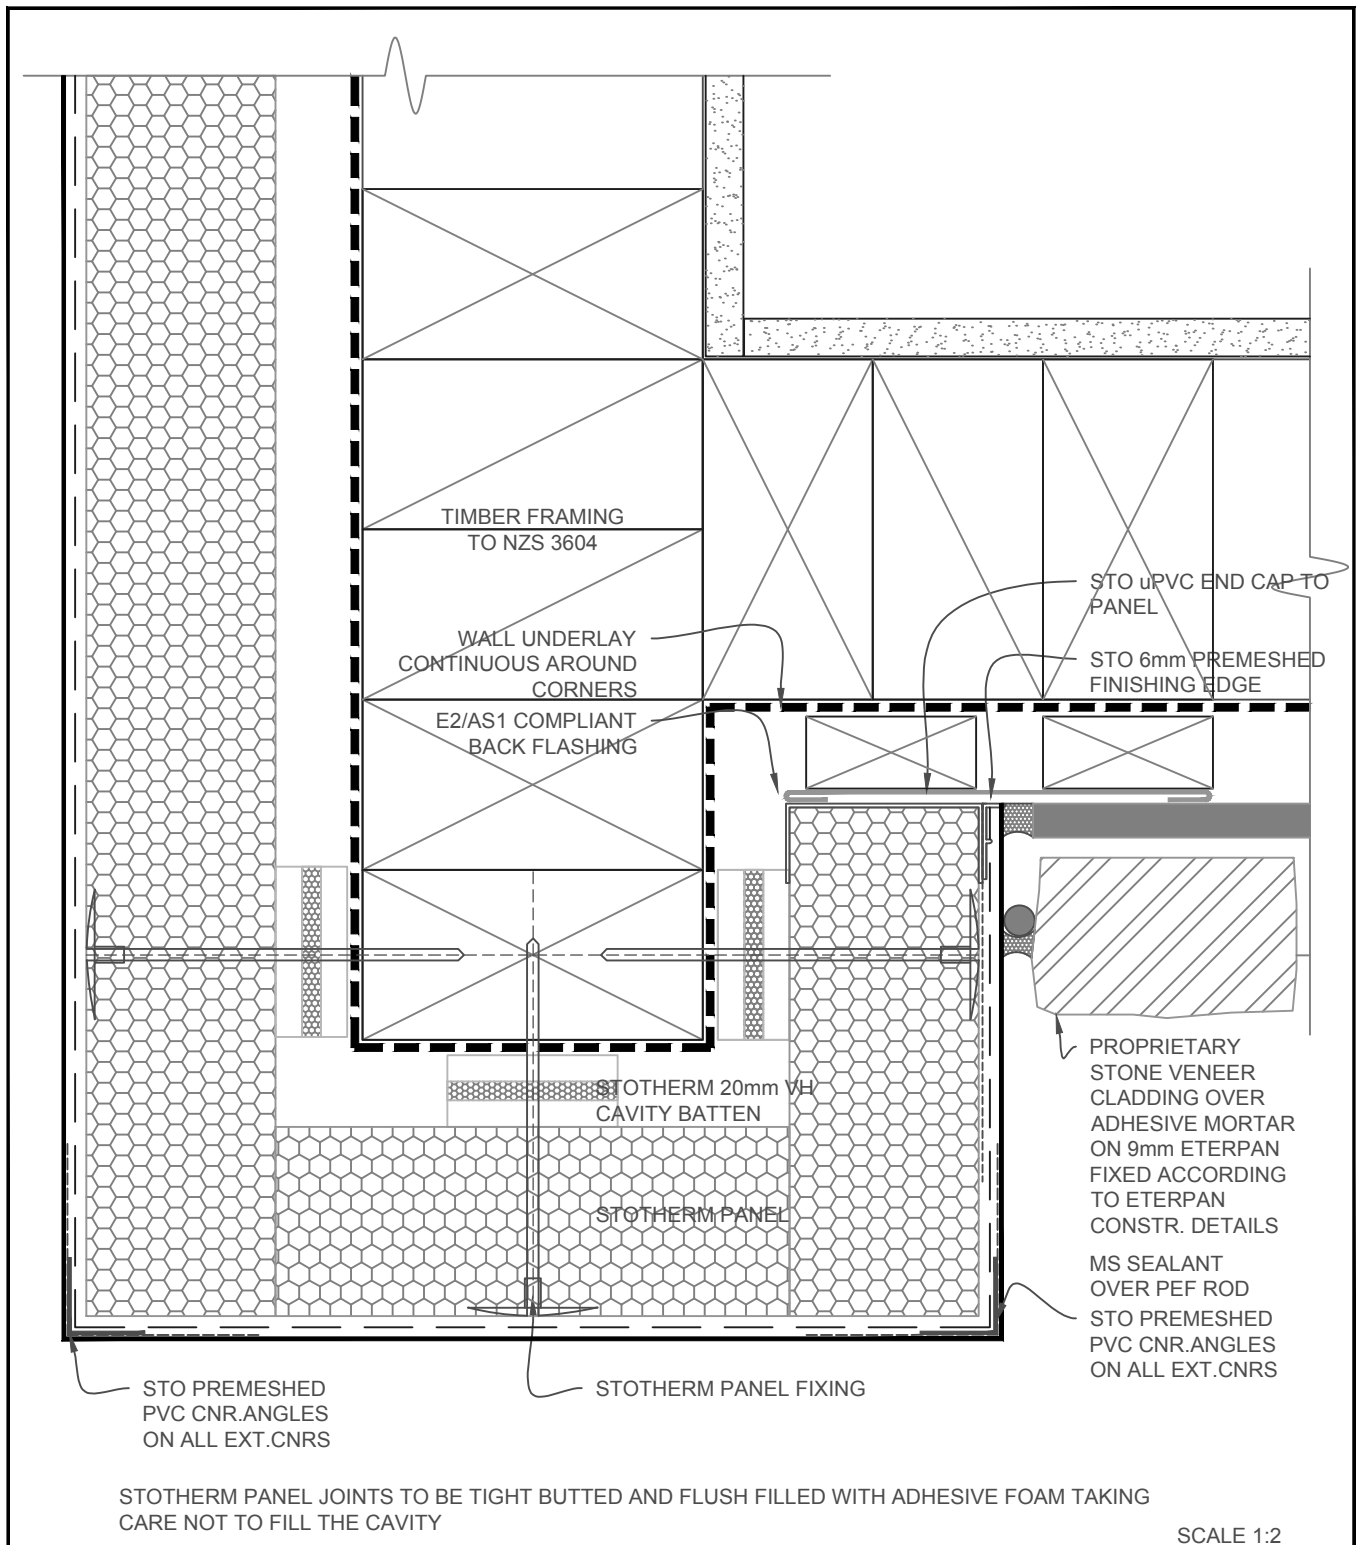 TIMBER FRAMING
TO NZS 3604
STO uPVC END CAP TO
PANEL
WALL UNDERLAY
CONTINUOUS AROUND
CORNERS
STO 6mm PREMESHED
FINISHING EDGE
E2/AS1 COMPLIANT
BACK FLASHING
STOTHERM 20mm VH
CAVITY BATTEN
PROPRIETARY
STONE VENEER
CLADDING OVER
ADHESIVE MORTAR
ON 9mm ETERPAN
FIXED ACCORDING
TO ETERPAN
CONSTR. DETAILS
STOTHERM PANEL
MS SEALANT
OVER PEF ROD
STO PREMESHED
PVC CNR.ANGLES
ON ALL EXT.CNRS
STO PREMESHED
PVC CNR.ANGLES
ON ALL EXT.CNRS
STOTHERM PANEL FIXING
STOTHERM PANEL JOINTS TO BE TIGHT BUTTED AND FLUSH FILLED WITH ADHESIVE FOAM TAKING
CARE NOT TO FILL THE CAVITY
SCALE 1:2